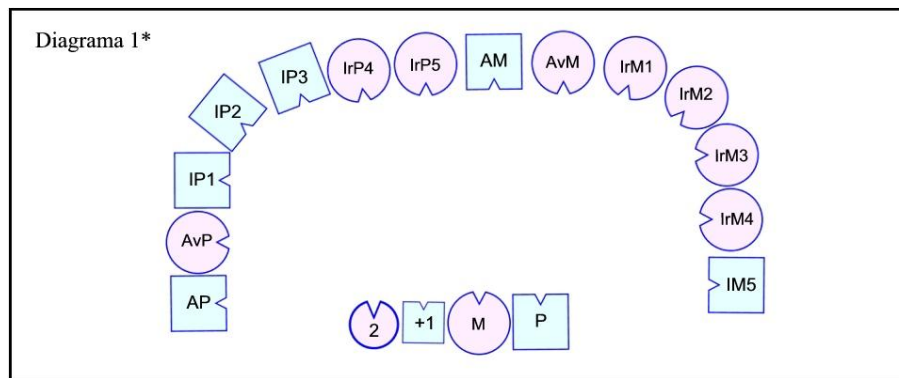 Diagrama 1*
AP
AvP
IP1
IP2
IP3
IrP4
IrP5
AM
AvM
IrM1
IrM2
IrM3
IrM4
IM5
2 +1 M P